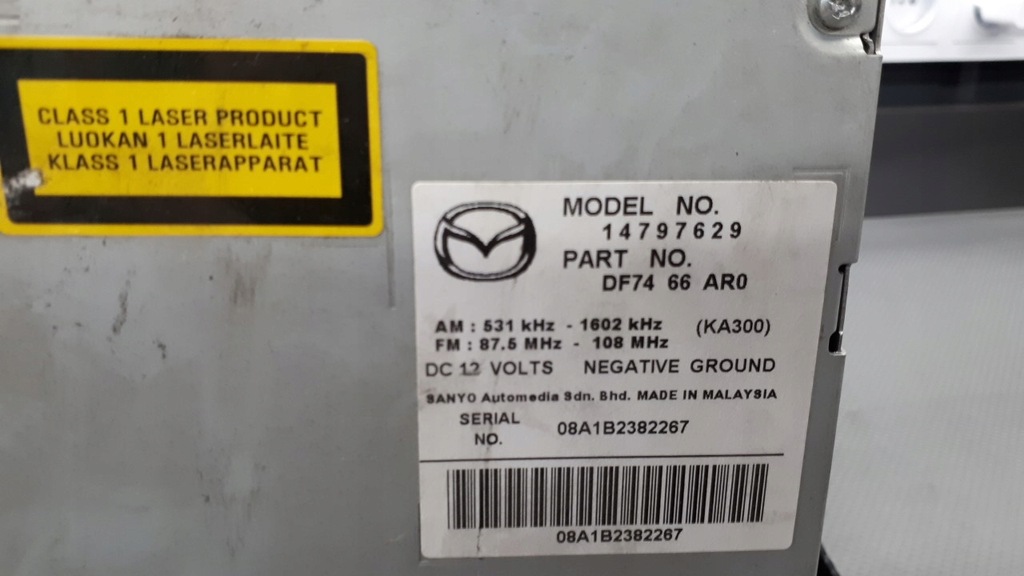 CLASS 1 LASER PRODUCT
LUOKAN 1 LASERLAITE
KLASS 1 LASERAPPARAT
MODEL NO.
14797629
PART NO.
DF74 66 AR0
AM : 531 kHz - 1602 kHz (KA300)
FM : 87.5 MHz - 108 MHz
DC 12 VOLTS NEGATIVE GROUND
SANYO Automedia Sdn. Bhd. MADE IN MALAYSIA
SERIAL NO. 08A1B2382267
08A1B2382267